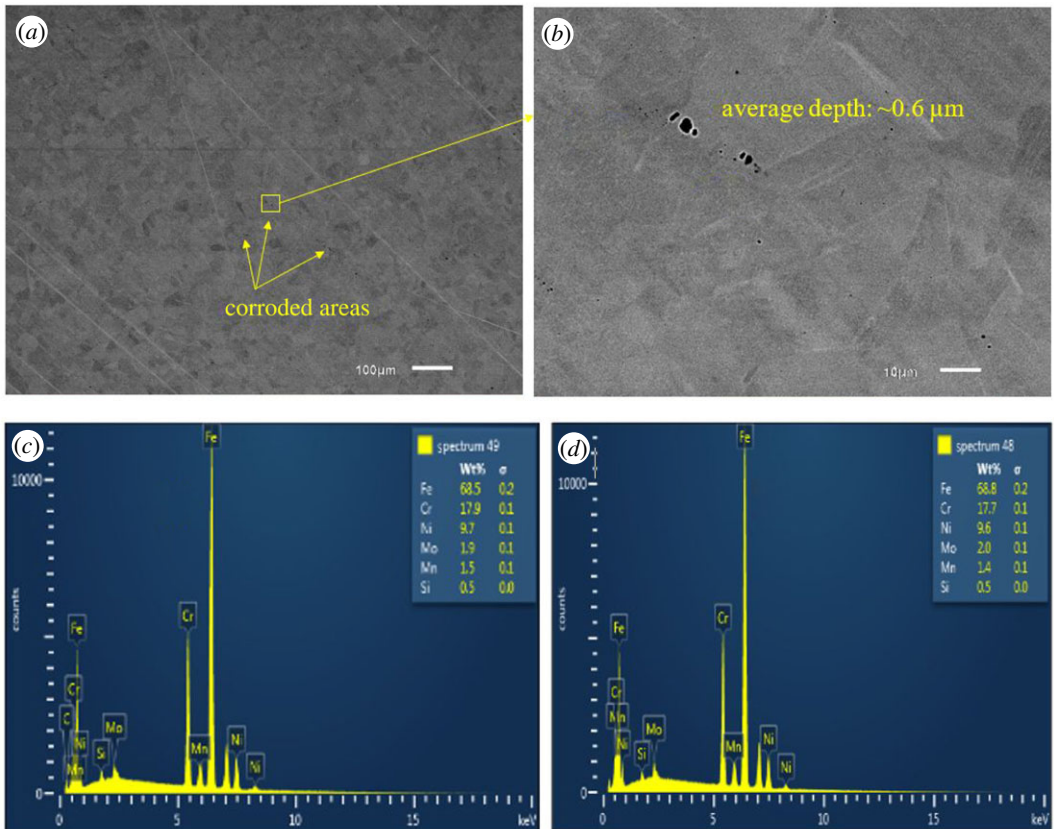 (a)
corroded areas
100µm
(b)
average depth: ~0.6 µm
10µm
(c)
10000
0
counts
Fe
Cr
C
Mn
Ni
Si
Mo
Cr
Mn
Fe
Ni
Ni
5
10
15
keV
spectrum 49
Wt% σ
Fe 68.5 0.2
Cr 17.9 0.1
Ni 9.7 0.1
Mo 1.9 0.1
Mn 1.5 0.1
Si 0.5 0.0
(d)
10000
0
counts
Fe
Cr
Mn
Ni
Si
Mo
Cr
Mn
Fe
Ni
Ni
5
10
15
keV
spectrum 48
Wt% σ
Fe 68.8 0.2
Cr 17.7 0.1
Ni 9.6 0.1
Mo 2.0 0.1
Mn 1.4 0.1
Si 0.5 0.0